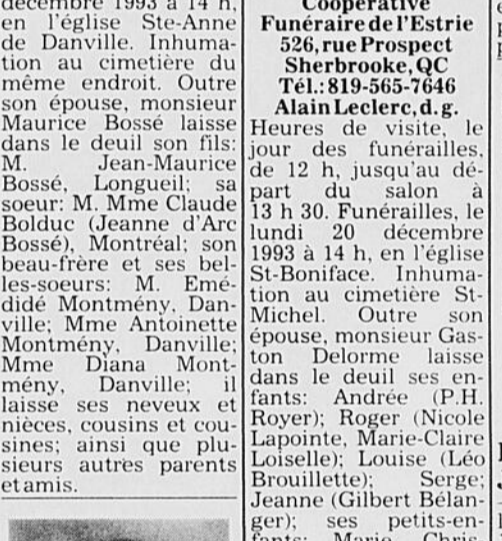 décembre 1993 à 14 h,
en l'église Ste-Anne
de Danville. Inhuma-
tion au cimetière du
même endroit. Outre
son épouse, monsieur
Maurice Bossé laisse
dans le deuil son fils:
M. Jean-Maurice
Bossé, Longueil; sa
soeur: M. Mme Claude
Bolduc (Jeanne d'Arc
Bossé), Montréal; son
beau-frère et ses bel-
les-soeurs: M. Emé-
didé Montmény, Dan-
ville; Mme Antoinette
Montmény, Danville;
Mme Diana Mont-
mény, Danville; il
laisse ses neveux et
nièces, cousins et cou-
sines; ainsi que plu-
sieurs autres parents
et amis.
Coopérative
Funéraire de l'Estrie
526, rue Prospect
Sherbrooke, QC
Tél.: 819-565-7646
Alain Leclerc, d. g.
Heures de visite, le
jour des funérailles,
de 12 h, jusqu'au dé-
part du salon à
13 h 30. Funérailles, le
lundi 20 décembre
1993 à 14 h, en l'église
St-Boniface. Inhuma-
tion au cimetière St-
Michel. Outre son
épouse, monsieur Gas-
ton Delorme laisse
dans le deuil ses en-
fants: Andrée (P.H.
Royer); Roger (Nicole
Lapointe, Marie-Claire
Loiselle); Louise (Léo
Brouillette); Serge;
Jeanne (Gilbert Bélan-
ger); ses petits-en-
fants: Marie, Chris-